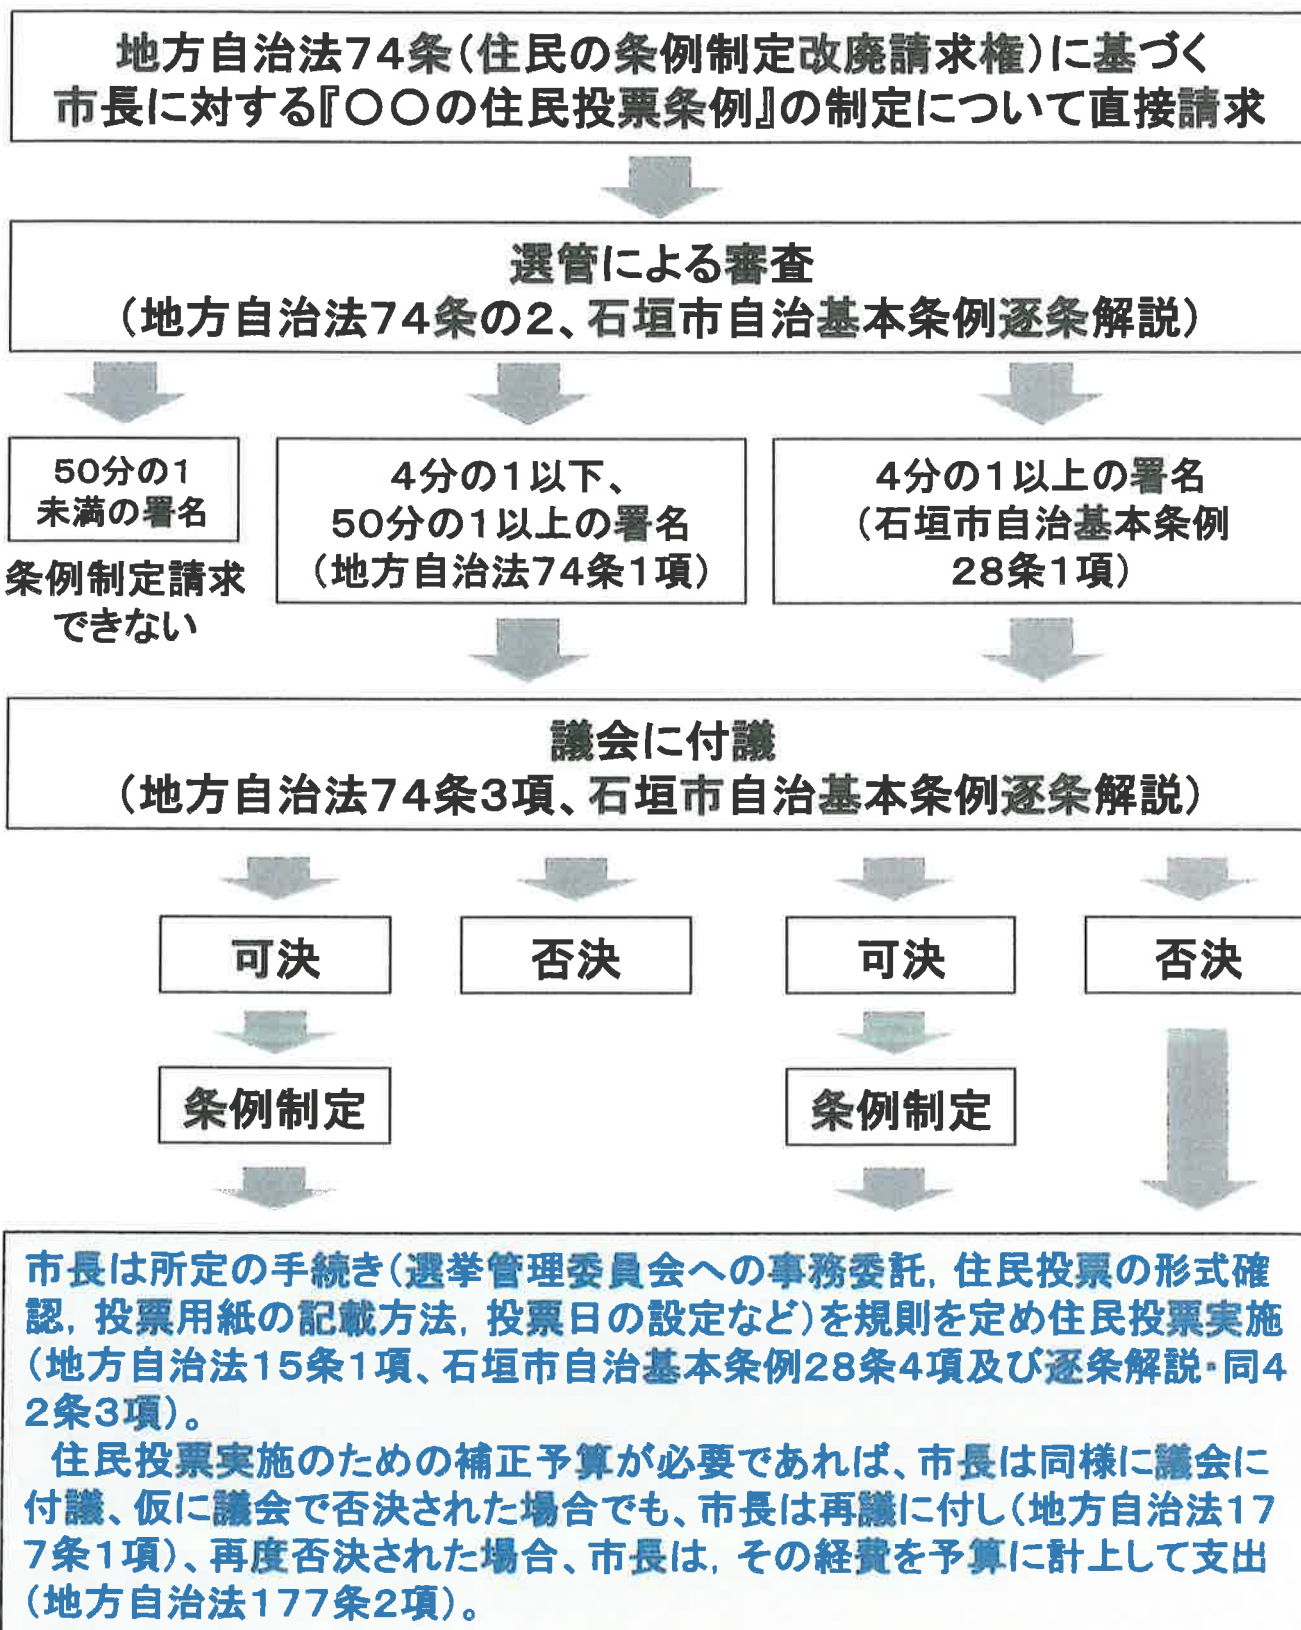 地方自治法74条(住民の条例制定改廃請求権)に基づく
市長に対する『〇〇の住民投票条例』の制定について直接請求
選管による審査
(地方自治法74条の2、石垣市自治基本条例逐条解説)
50分の1
未満の署名
条例制定請求
できない
4分の1以下、
50分の1以上の署名
(地方自治法74条1項)
4分の1以上の署名
(石垣市自治基本条例
28条1項)
議会に付議
(地方自治法74条3項、石垣市自治基本条例逐条解説)
可決
否決
可決
否決
条例制定
条例制定
市長は所定の手続き(選挙管理委員会への事務委託,住民投票の形式確
認,投票用紙の記載方法,投票日の設定など)を規則を定め住民投票実施
(地方自治法15条1項、石垣市自治基本条例28条4項及び逐条解説・同4
2条3項)。
住民投票実施のための補正予算が必要であれば、市長は同様に議会に
付議、仮に議会で否決された場合でも、市長は再議に付し(地方自治法17
7条1項)、再度否決された場合、市長は,その経費を予算に計上して支出
(地方自治法177条2項)。